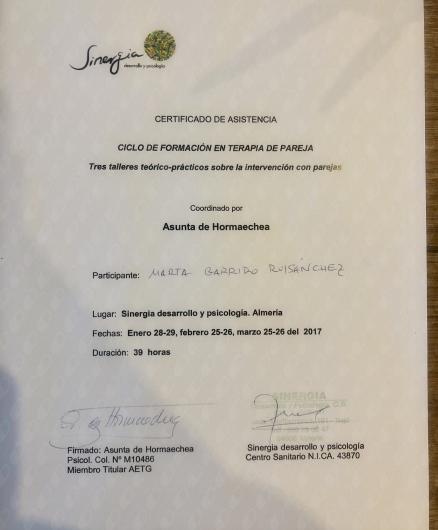 Sinergia
desarrollo y psicología
CERTIFICADO DE ASISTENCIA
CICLO DE FORMACIÓN EN TERAPIA DE PAREJA
Tres talleres teórico-prácticos sobre la intervención con parejas
Coordinado por
Asunta de Hormaechea
Participante: MARTA GARRIDO RUISÁNCHEZ
Lugar: Sinergia desarrollo y psicología. Almería
Fechas: Enero 28-29, febrero 25-26, marzo 25-26 del 2017
Duración: 39 horas
SINERGIA
Firmado: Asunta de Hormaechea
Psicol. Col. Nº M10486
Miembro Titular AETG
Sinergia desarrollo y psicología
Centro Sanitario N.I.CA. 43870